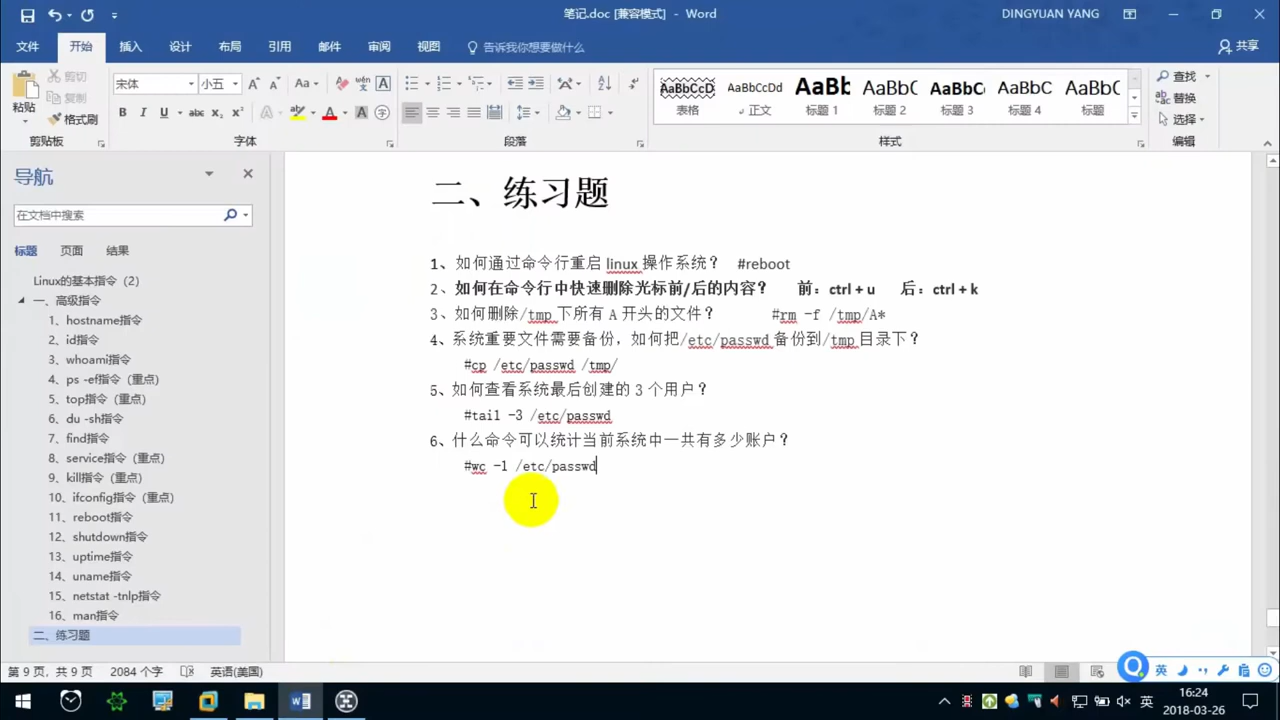 笔记.doc [兼容模式] - Word
DINGYUAN YANG
文件 开始 插入 设计 布局 引用 邮件 审阅 视图 告诉我你想要做什么 共享
粘贴
剪切
复制
格式刷
剪贴板
宋体 小五
字体
段落
AaBbCcD AaBbCcDd AaBb AaBbC AaBbC AaBbC AaBbC
表格 正文 标题 1 标题 2 标题 3 标题 4 标题
样式
查找
替换
选择
编辑
导航
在文档中搜索
标题 页面 结果
Linux的基本指令（2）
一、高级指令
1、hostname指令
2、id指令
3、whoami指令
4、ps -ef指令（重点）
5、top指令（重点）
6、du -sh指令
7、find指令
8、service指令（重点）
9、kill指令（重点）
10、ifconfig指令（重点）
11、reboot指令
12、shutdown指令
13、uptime指令
14、uname指令
15、netstat -tnlp指令
16、man指令
二、练习题
二、练习题
1、如何通过命令行重启 linux 操作系统？ #reboot
2、如何在命令行中快速删除光标前/后的内容？ 前：ctrl + u 后：ctrl + k
3、如何删除/tmp 下所有 A 开头的文件？ #rm -f /tmp/A*
4、系统重要文件需要备份，如何把/etc/passwd 备份到/tmp 目录下？
#cp /etc/passwd /tmp/
5、如何查看系统最后创建的 3 个用户？
#tail -3 /etc/passwd
6、什么命令可以统计当前系统中一共有多少账户？
#wc -l /etc/passwd
第 9 页，共 9 页 2084 个字 英语(美国)
英
英 16:24
2018-03-26